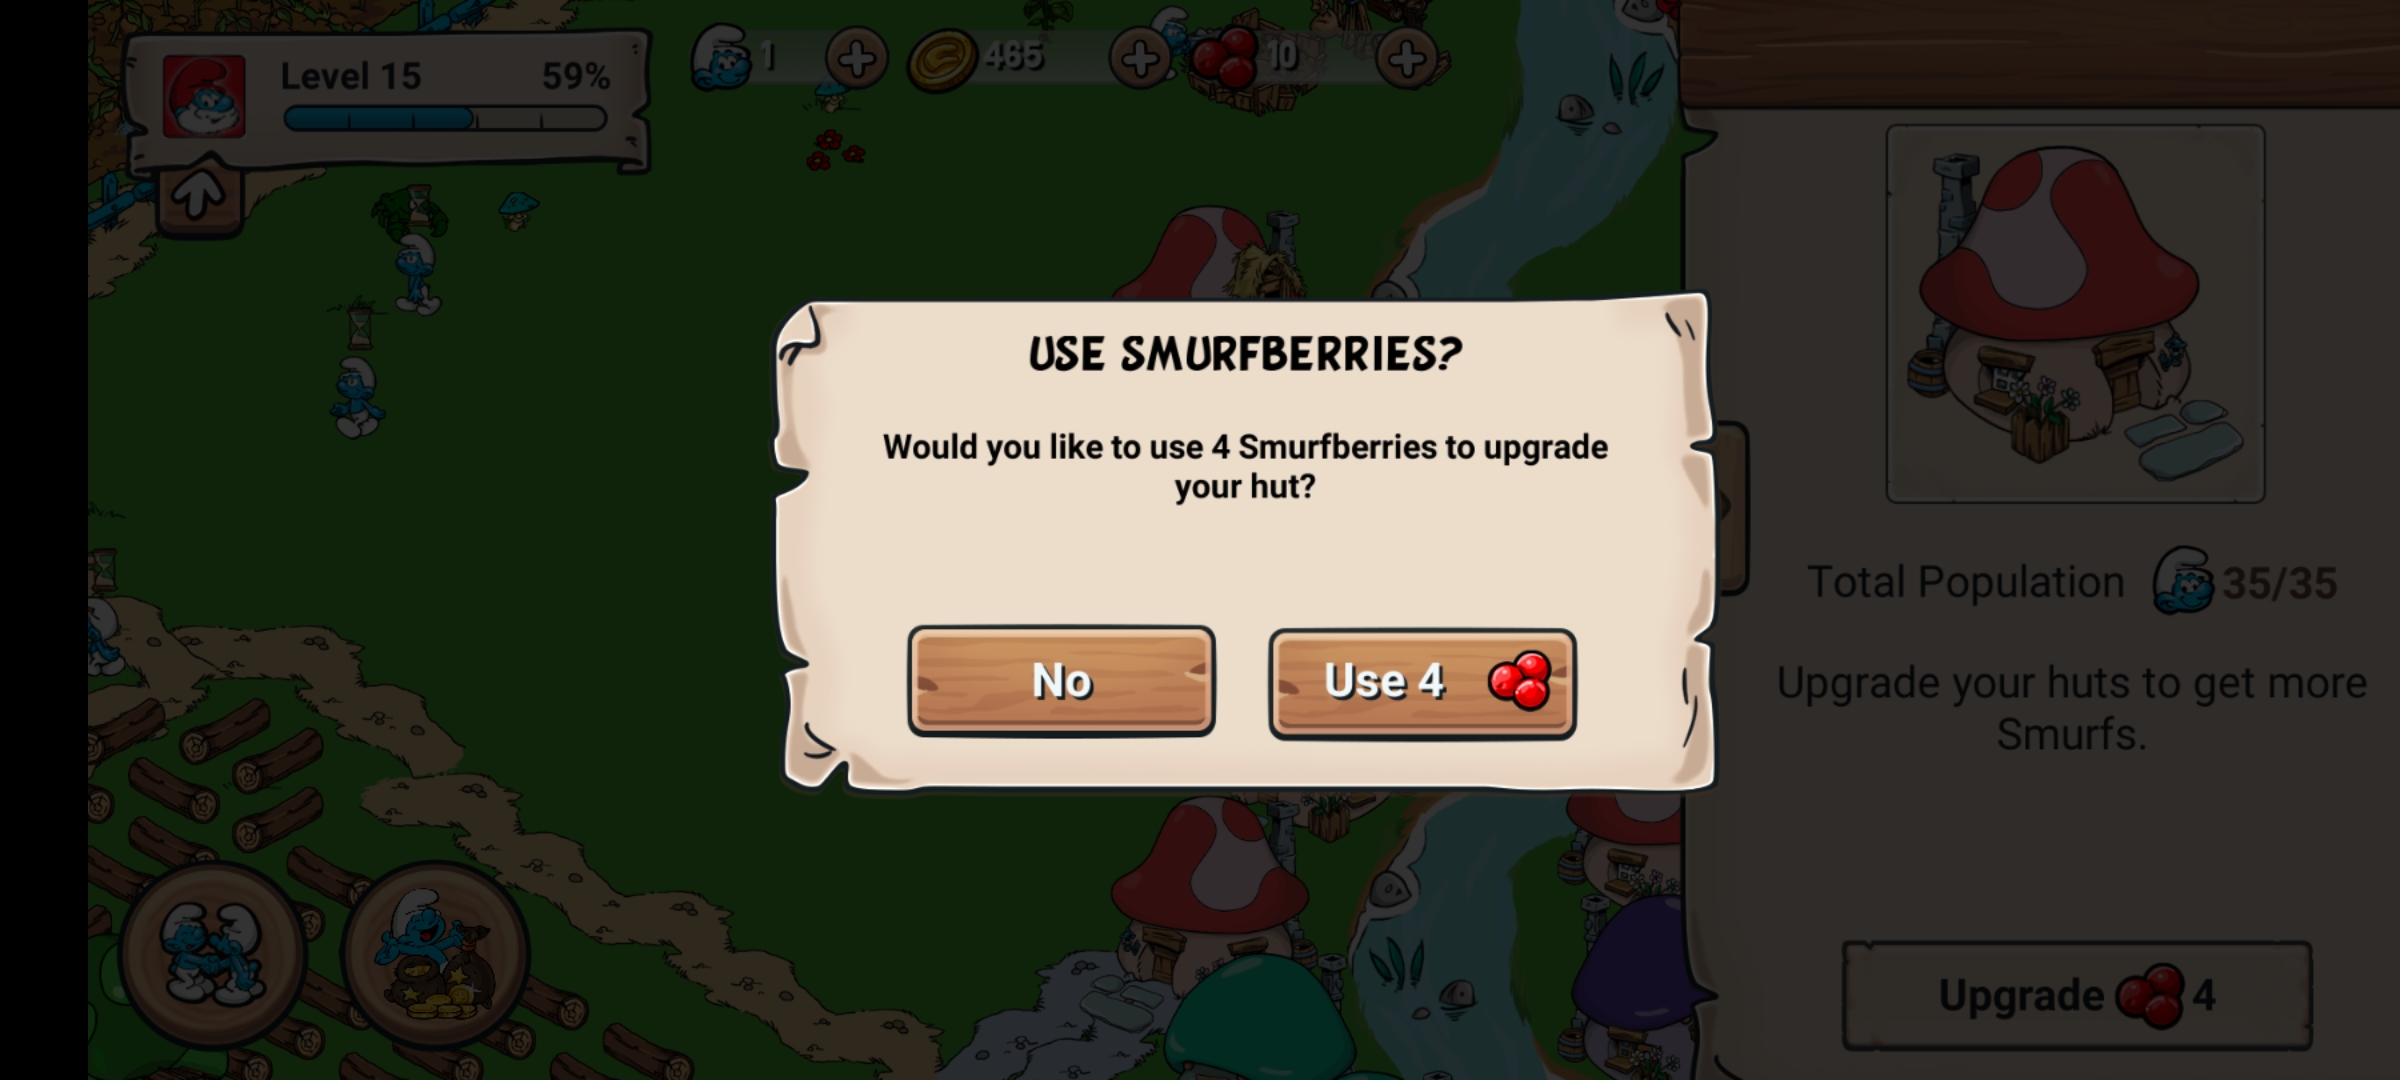 Level 15 59%
1 465 10
USE SMURFBERRIES?
Would you like to use 4 Smurfberries to upgrade
your hut?
No
Use 4
Total Population 35/35
Upgrade your huts to get more
Smurfs.
Upgrade 4